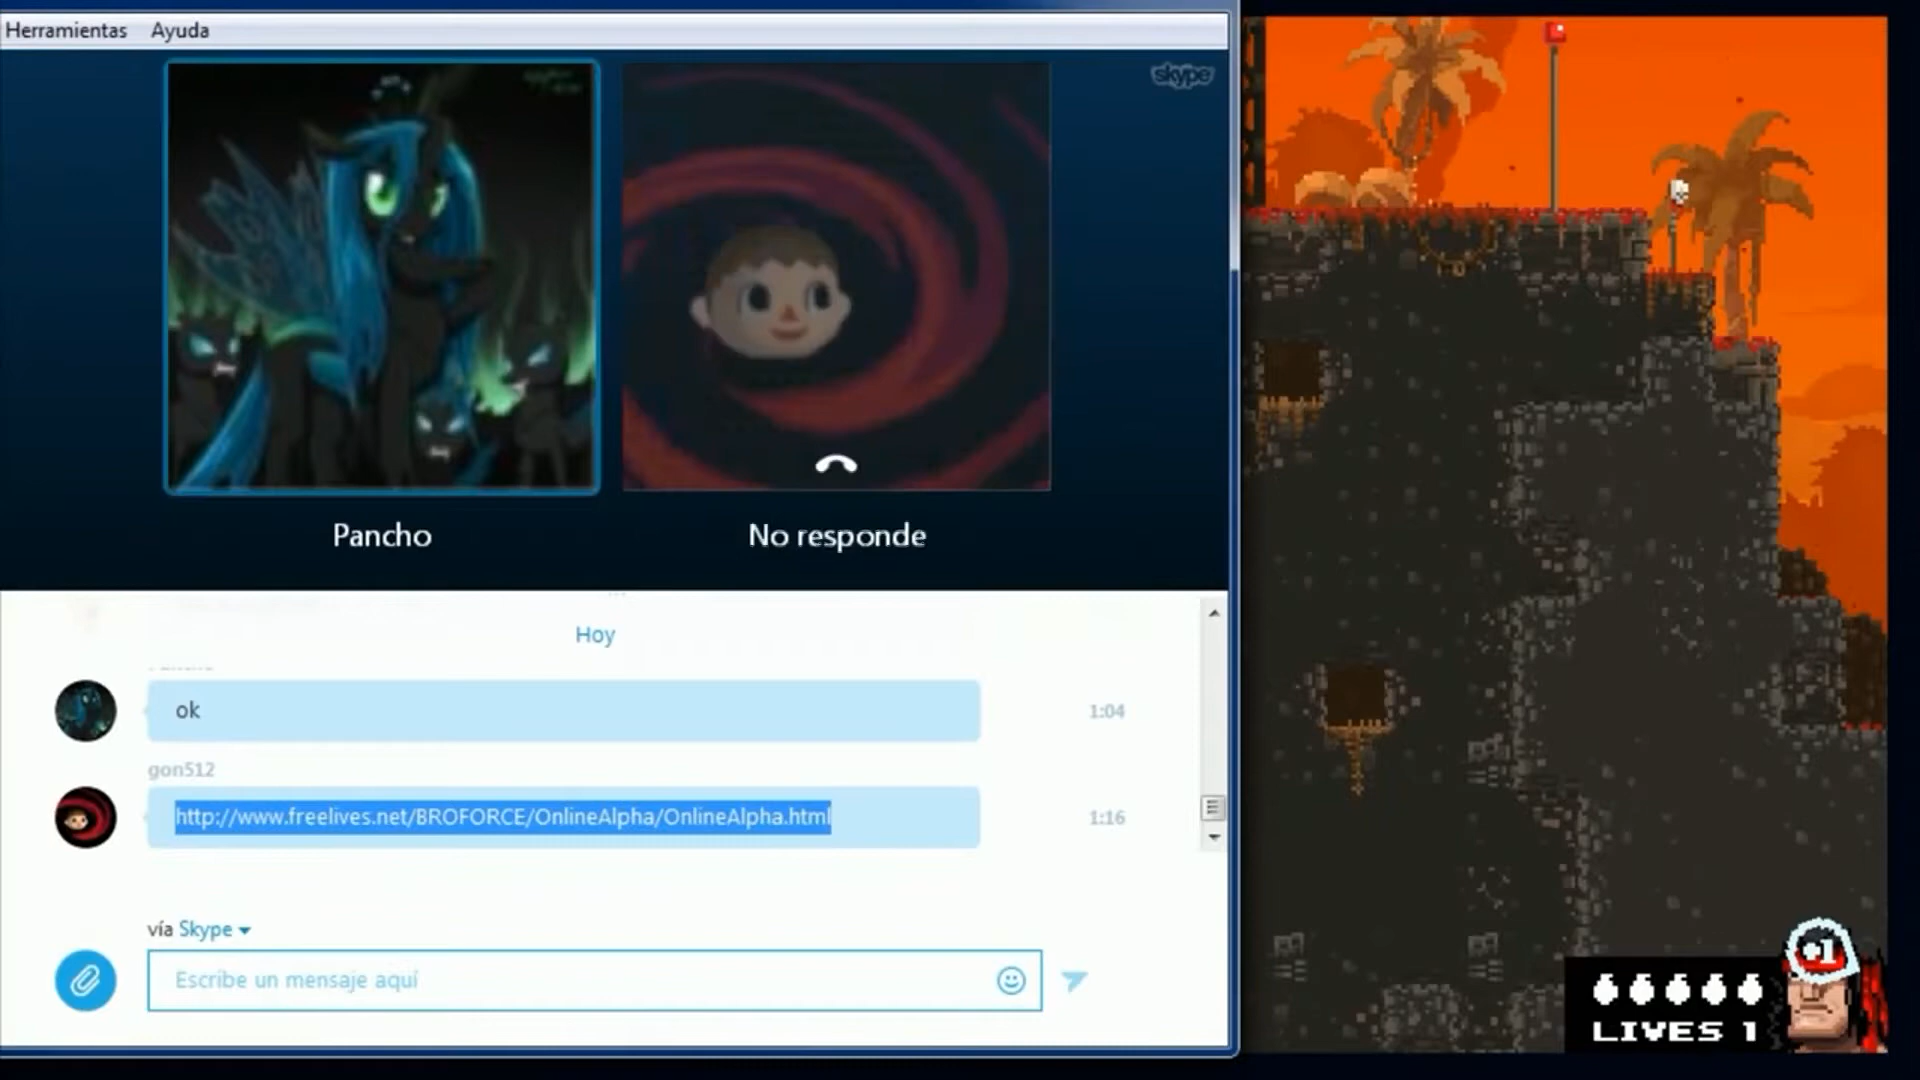 Herramientas Ayuda
skype
Pancho
No responde
Hoy
ok
1:04
gon512
http://www.freelives.net/BROFORCE/OnlineAlpha/OnlineAlpha.html
1:16
vía Skype
Escribe un mensaje aquí
+1
LIVES 1